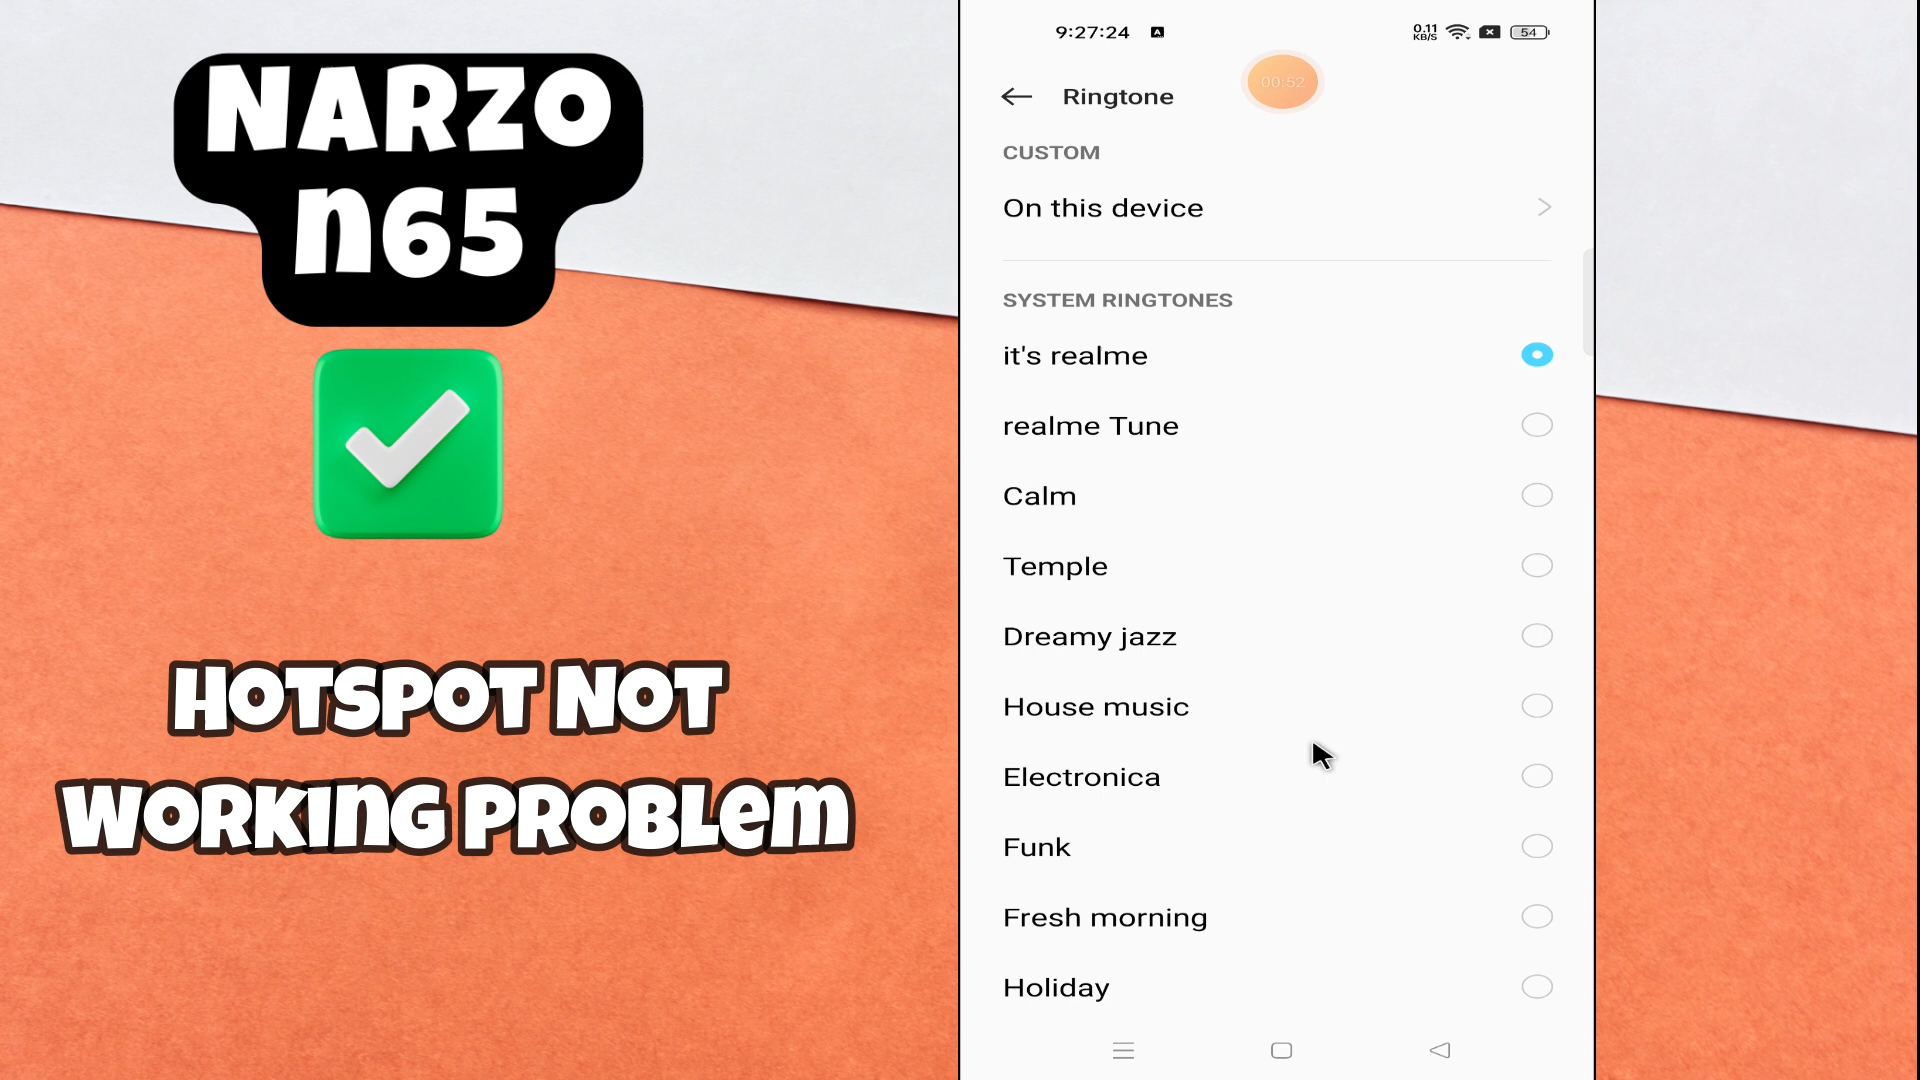 NARZO
n65
HOTSPOT NOT
WORKING PROBLEM
9:27:24
A
0.11
KB/S
54
00:52
Ringtone
CUSTOM
On this device
SYSTEM RINGTONES
it's realme
realme Tune
Calm
Temple
Dreamy jazz
House music
Electronica
Funk
Fresh morning
Holiday